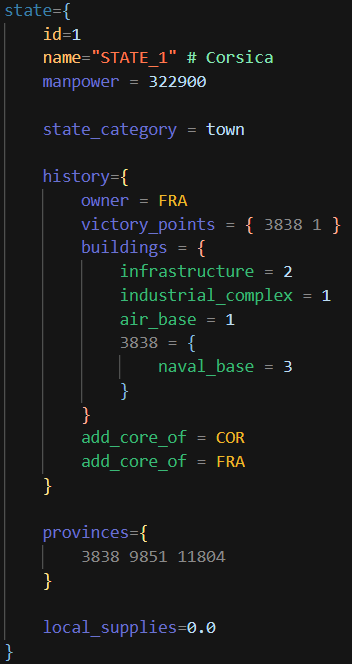 state={
id=1
name="STATE_1" # Corsica
manpower = 322900
state_category = town
history={
owner = FRA
victory_points = { 3838 1 }
buildings = {
infrastructure = 2
industrial_complex = 1
air_base = 1
3838 = {
naval_base = 3
}
}
add_core_of = COR
add_core_of = FRA
}
provinces={
3838 9851 11804
}
local_supplies=0.0
}